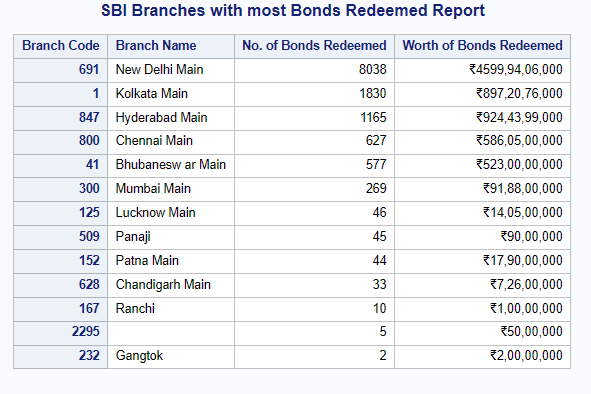 SBI Branches with most Bonds Redeemed Report
Branch Code Branch Name No. of Bonds Redeemed Worth of Bonds Redeemed
691 New Delhi Main 8038 ₹4599,94,06,000
1 Kolkata Main 1830 ₹897,20,76,000
847 Hyderabad Main 1165 ₹924,43,99,000
800 Chennai Main 627 ₹586,05,00,000
41 Bhubanesw ar Main 577 ₹523,00,00,000
300 Mumbai Main 269 ₹91,88,00,000
125 Lucknow Main 46 ₹14,05,00,000
509 Panaji 45 ₹90,00,000
152 Patna Main 44 ₹17,90,00,000
628 Chandigarh Main 33 ₹7,26,00,000
167 Ranchi 10 ₹1,00,00,000
2295 5 ₹50,00,000
232 Gangtok 2 ₹2,00,00,000